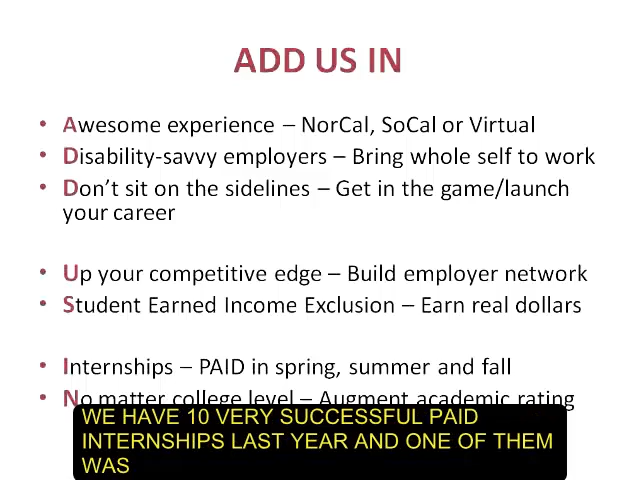 ADD US IN
• Awesome experience – NorCal, SoCal or Virtual
• Disability-savvy employers – Bring whole self to work
• Don't sit on the sidelines – Get in the game/launch
your career
• Up your competitive edge – Build employer network
• Student Earned Income Exclusion – Earn real dollars
• Internships – PAID in spring, summer and fall
• No matter college level – Augment academic rating
WE HAVE 10 VERY SUCCESSFUL PAID
INTERNSHIPS LAST YEAR AND ONE OF THEM
WAS